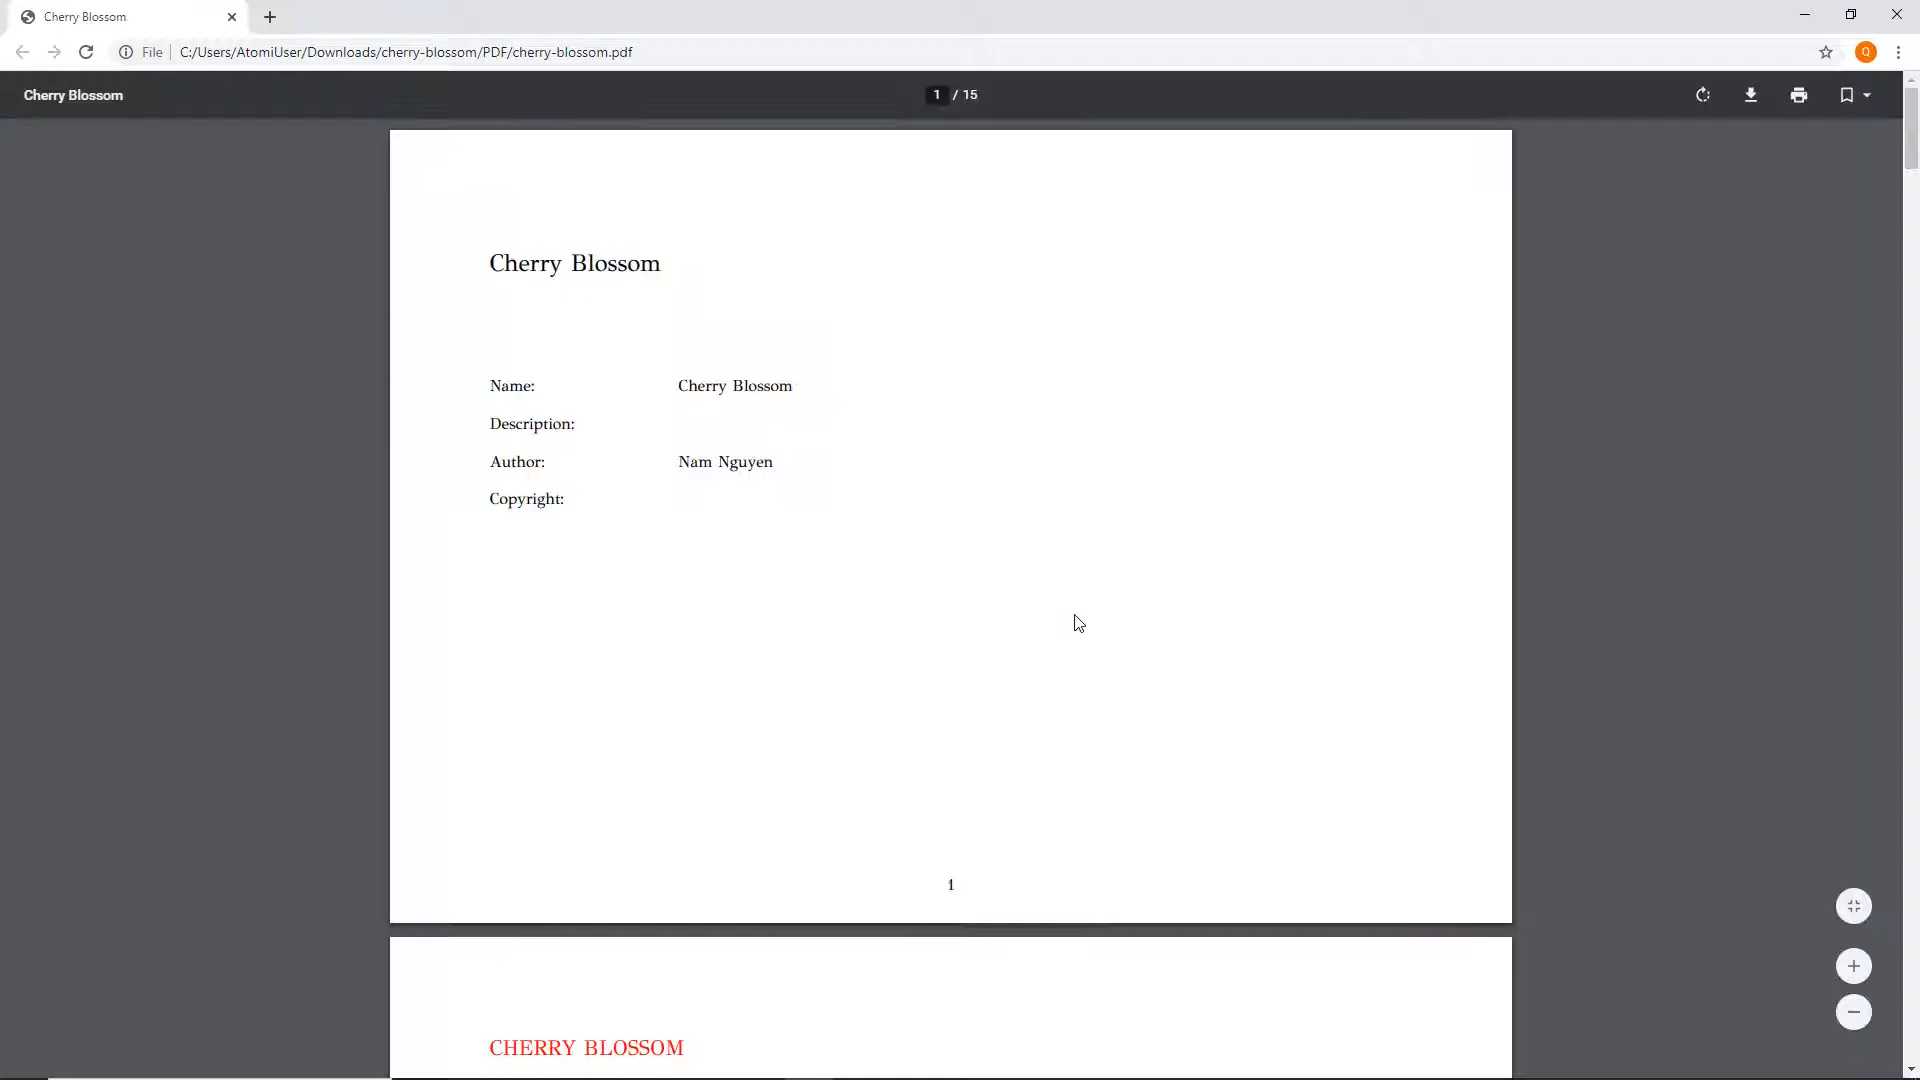 Cherry Blossom
File C:/Users/AtomiUser/Downloads/cherry-blossom/PDF/cherry-blossom.pdf
Q
Cherry Blossom
1 / 15
Cherry Blossom
Name: Cherry Blossom
Description:
Author: Nam Nguyen
Copyright:
1
CHERRY BLOSSOM